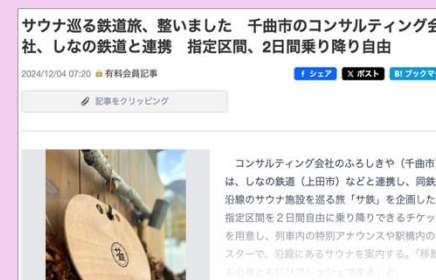 サウナ巡る鉄道旅、整いました 千曲市のコンサルティング会
社、しなの鉄道と連携 指定区間、2日間乗り降り自由
2024/12/04 07:20 有料会員記事
f シェア X ポスト B! ブックマー
記事をクリッピング
コンサルティング会社のふろしきや（千曲市）
は、しなの鉄道（上田市）などと連携し、同鉄
沿線のサウナ施設を巡る旅「サ鉄」を企画した
指定区間を２日間自由に乗り降りできるチケッ
を用意し、列車内の特別アナウンスや駅構内の
スターで、沿線にあるサウナを案内する。「移動
サ鉄